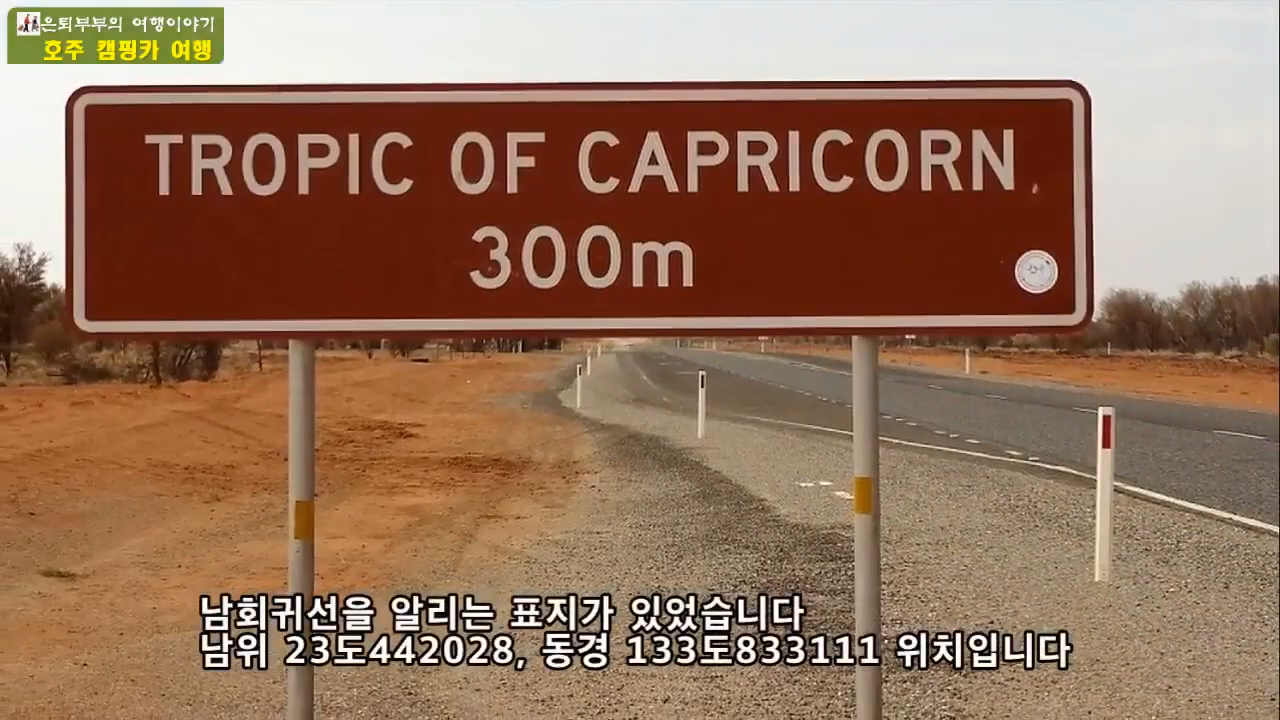 은퇴부부의 여행이야기
호주 캠핑카 여행
TROPIC OF CAPRICORN
300m
남회귀선을 알리는 표지가 있었습니다
남위 23도442028, 동경 133도833111 위치입니다